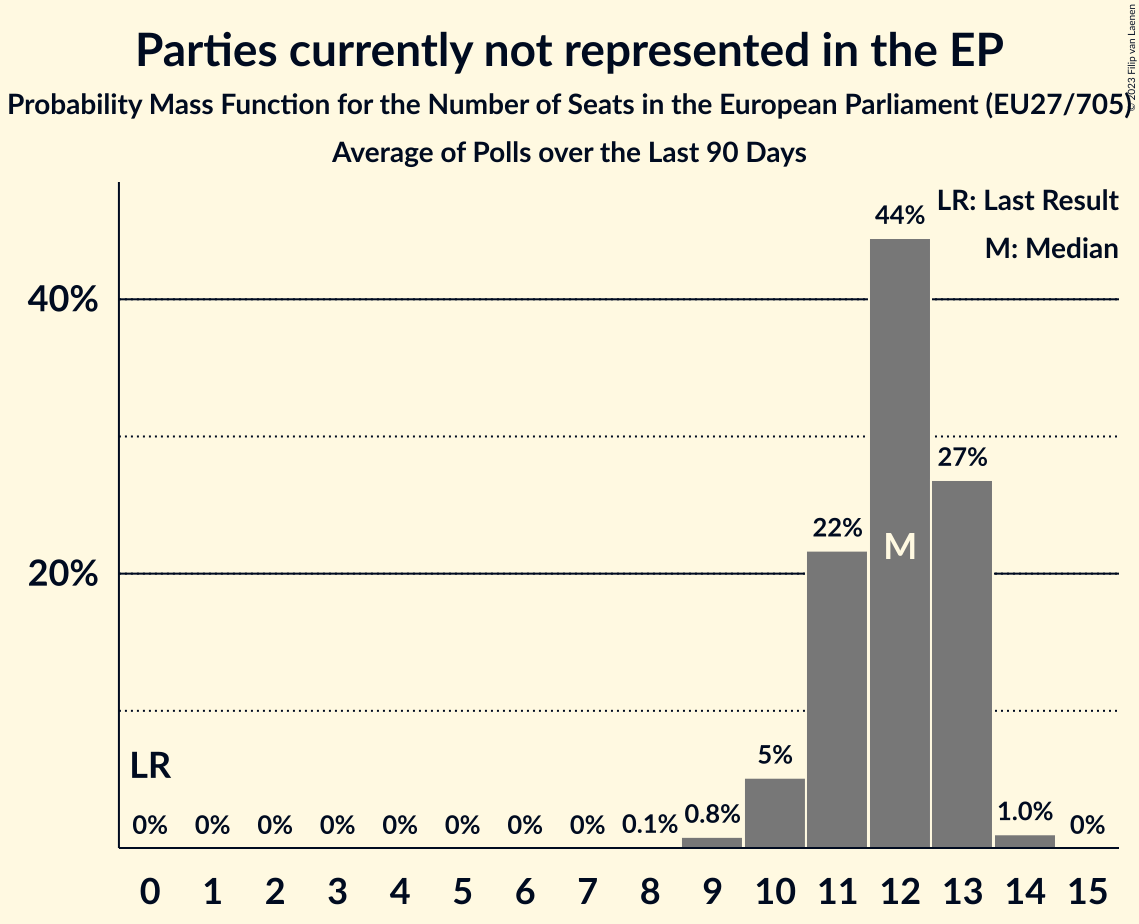 Parties currently not represented in the EP
Probability Mass Function for the Number of Seats in the European Parliament (EU27/705)
Average of Polls over the Last 90 Days
© 2023 Filip van Laenen
LR: Last Result
M: Median
40%
20%
LR
0% 0% 0% 0% 0% 0% 0% 0% 0.1% 0.8% 5% 22% 44% 27% 1.0% 0%
M
0 1 2 3 4 5 6 7 8 9 10 11 12 13 14 15